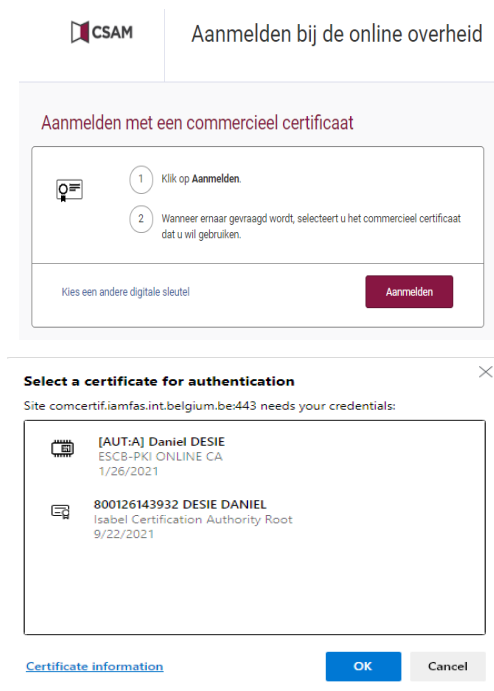 CSAM
Aanmelden bij de online overheid
Aanmelden met een commercieel certificaat
1 Klik op Aanmelden.
2 Wanneer ernaar gevraagd wordt, selecteert u het commercieel certificaat
dat u wil gebruiken.
Kies een andere digitale sleutel
Aanmelden
Select a certificate for authentication
Site comcertif.iamfas.int.belgium.be:443 needs your credentials:
[AUT:A] Daniel DESIE
ESCB-PKI ONLINE CA
1/26/2021
800126143932 DESIE DANIEL
Isabel Certification Authority Root
9/22/2021
Certificate information
OK
Cancel